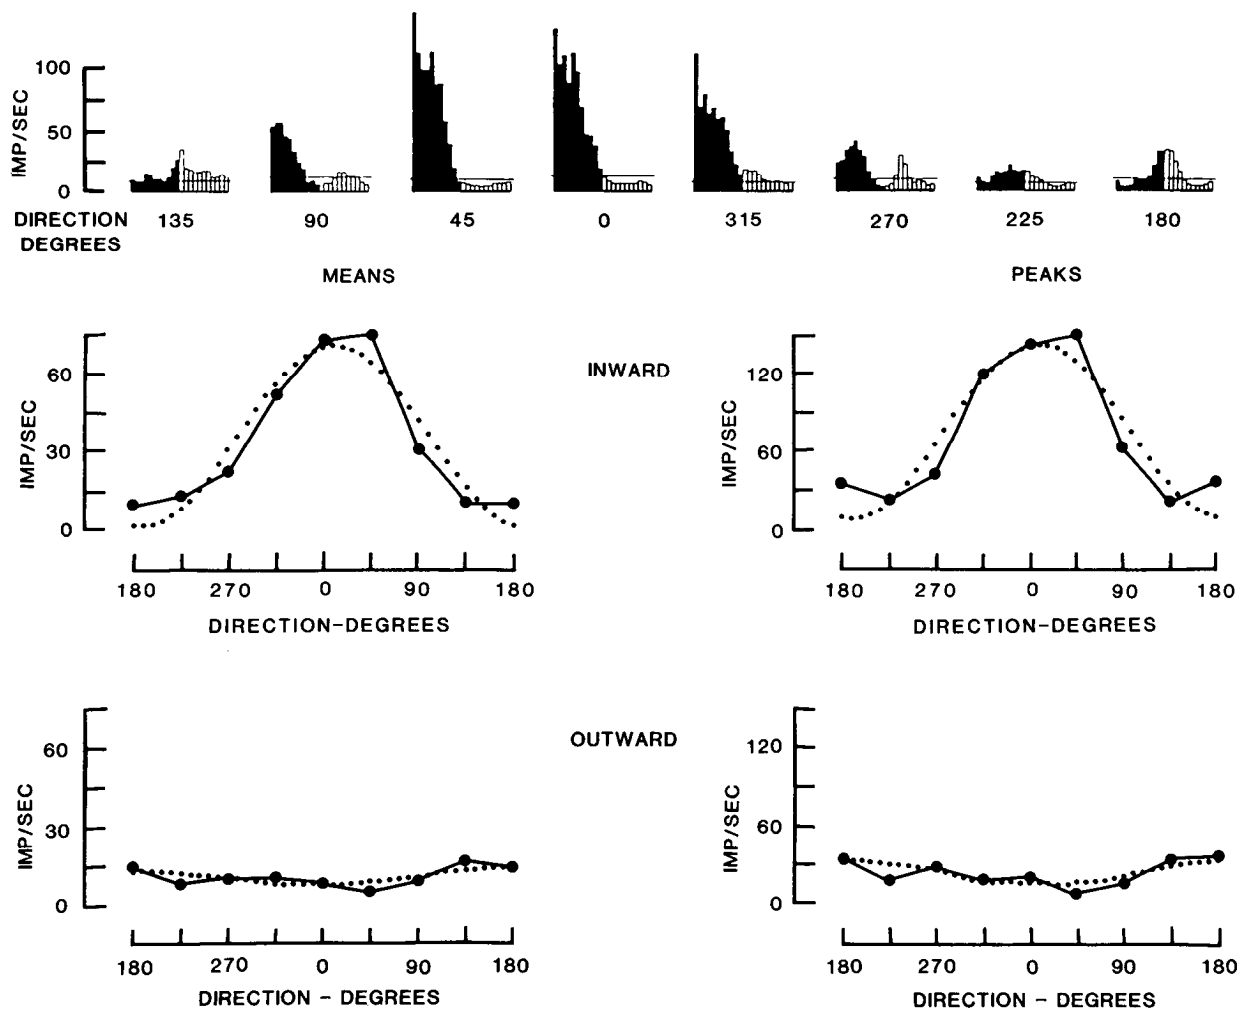 100
50
0
IMP/SEC
DIRECTION DEGREES 135 90 45 0 315 270 225 180
MEANS PEAKS
INWARD
60
30
0
IMP/SEC
180 270 0 90 180
DIRECTION-DEGREES
120
60
0
IMP/SEC
180 270 0 90 180
DIRECTION-DEGREES
OUTWARD
60
30
0
IMP/SEC
180 270 0 90 180
DIRECTION - DEGREES
120
60
0
IMP/SEC
180 270 0 90 180
DIRECTION - DEGREES